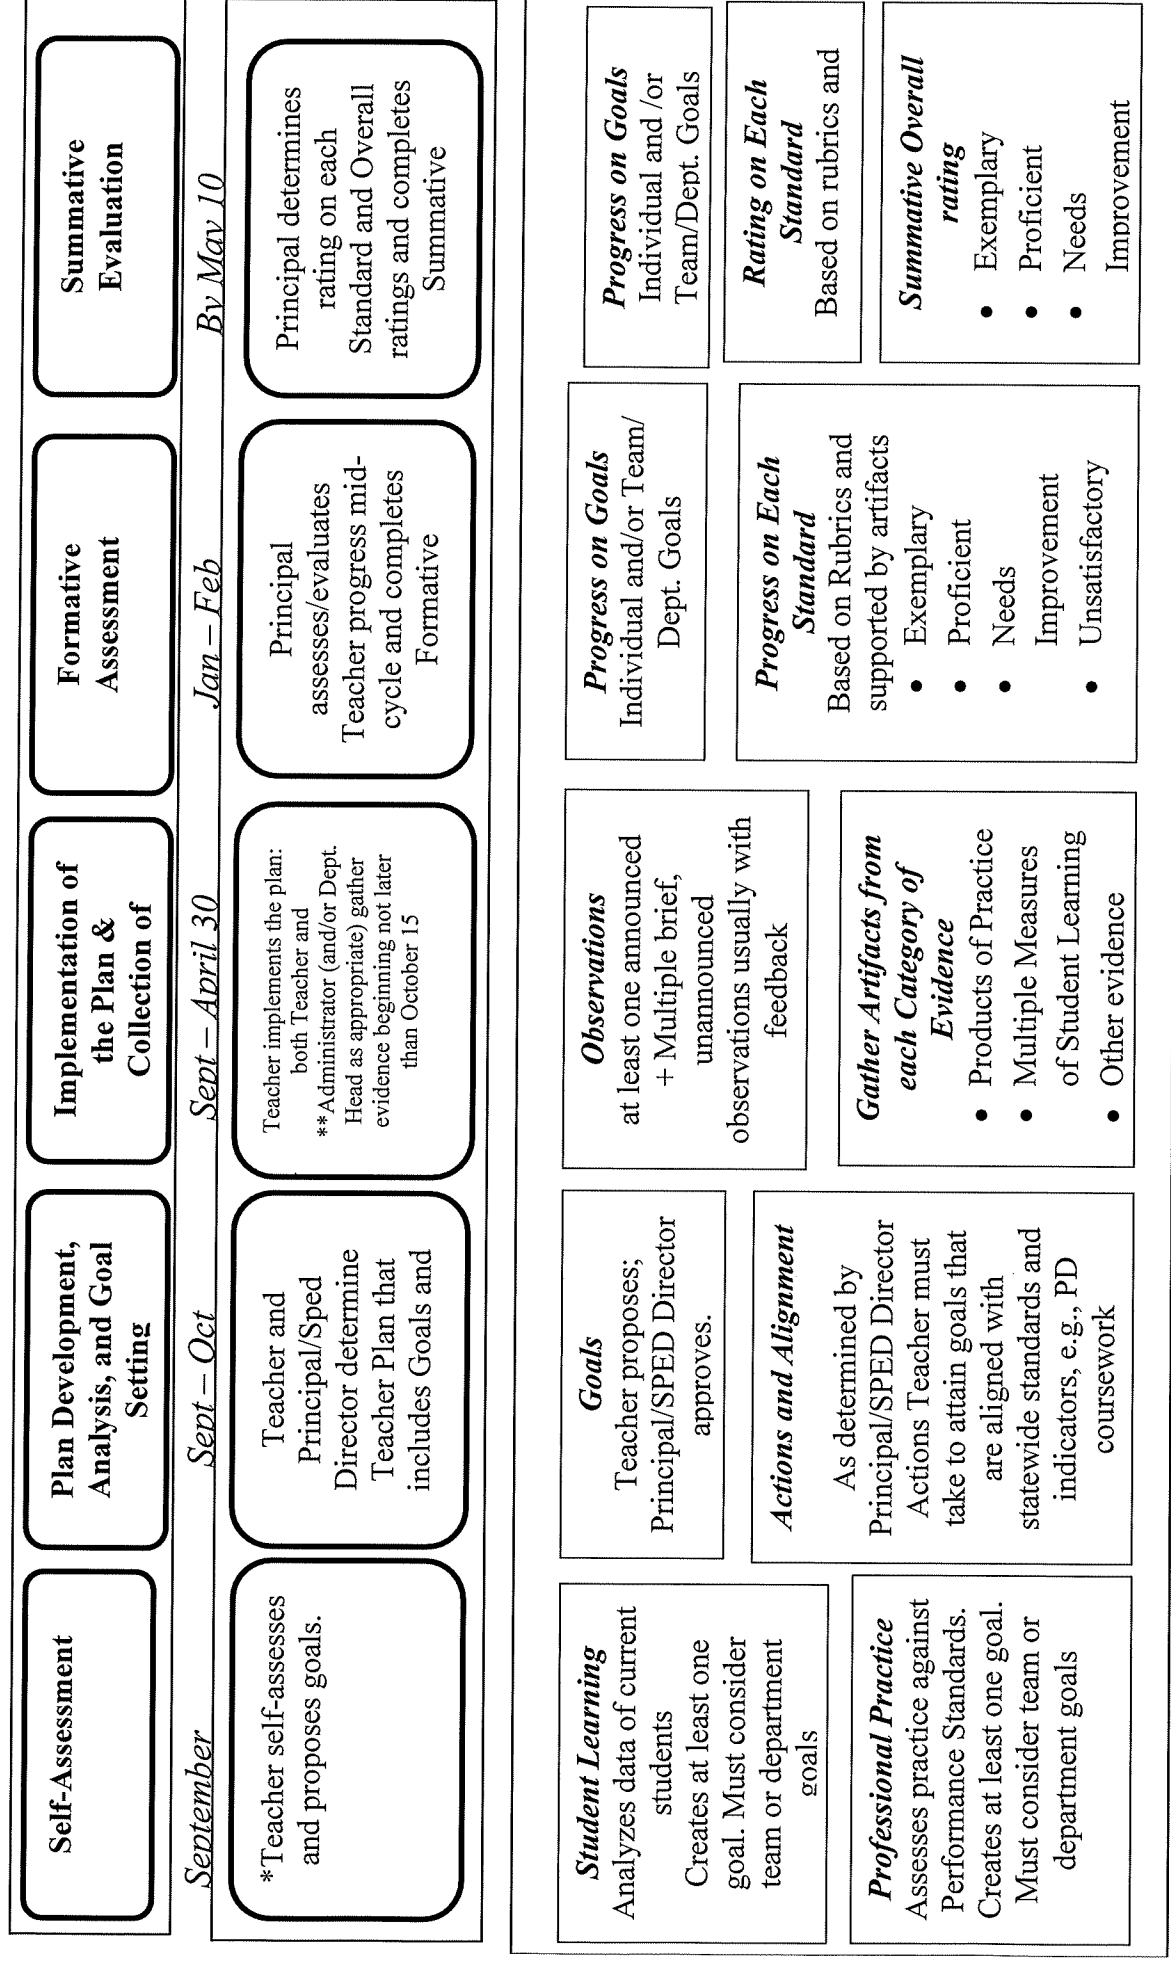 Self-Assessment
Plan Development,
Analysis, and Goal
Setting
Implementation of
the Plan &
Collection of
Formative
Assessment
Summative
Evaluation
September
Sept – Oct
Sept – April 30
Jan – Feb
By May 10
*Teacher self-assesses
and proposes goals.
Teacher and
Principal/Sped
Director determine
Teacher Plan that
includes Goals and
Teacher implements the plan:
both Teacher and
**Administrator (and/or Dept.
Head as appropriate) gather
evidence beginning not later
than October 15
Principal
assesses/evaluates
Teacher progress mid-
cycle and completes
Formative
Principal determines
rating on each
Standard and Overall
ratings and completes
Summative
Student Learning
Analyzes data of current
students
Creates at least one
goal. Must consider
team or department
goals
Professional Practice
Assesses practice against
Performance Standards.
Creates at least one goal.
Must consider team or
department goals
Goals
Teacher proposes;
Principal/SPED Director
approves.
Actions and Alignment
As determined by
Principal/SPED Director
Actions Teacher must
take to attain goals that
are aligned with
statewide standards and
indicators, e.g., PD
coursework
Observations
at least one announced
+ Multiple brief,
unannounced
observations usually with
feedback
Gather Artifacts from
each Category of
Evidence
• Products of Practice
• Multiple Measures
of Student Learning
• Other evidence
Progress on Goals
Individual and/or Team/
Dept. Goals
Progress on Each
Standard
Based on Rubrics and
supported by artifacts
• Exemplary
• Proficient
• Needs
Improvement
• Unsatisfactory
Progress on Goals
Individual and /or
Team/Dept. Goals
Rating on Each
Standard
Based on rubrics and
Summative Overall
rating
• Exemplary
• Proficient
• Needs
Improvement